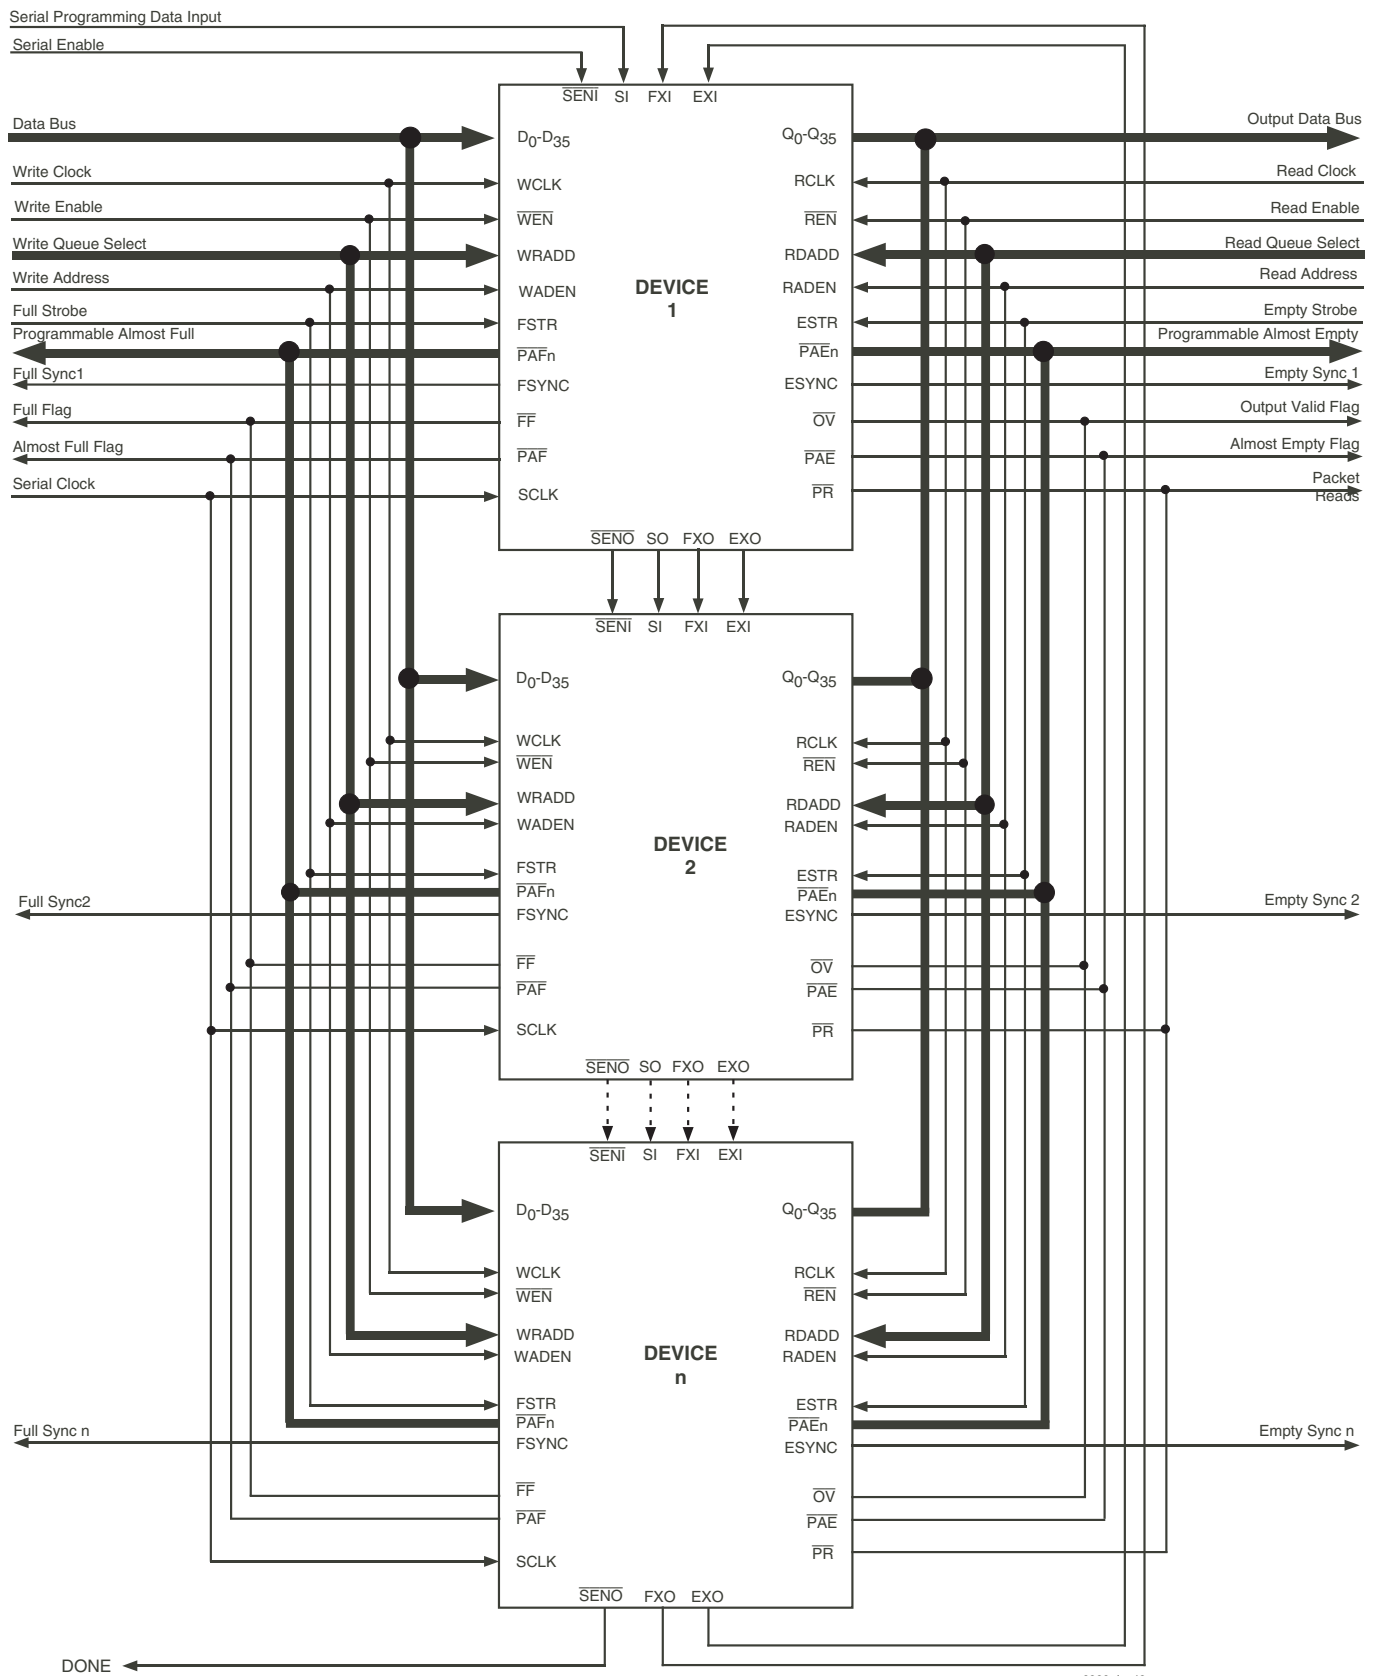 Serial Programming Data Input
Serial Enable
SENI SI FXI EXI
Data Bus D0-D35 Q0-Q35 Output Data Bus
Write Clock WCLK RCLK Read Clock
Write Enable WEN REN Read Enable
Write Queue Select WRADD RDADD Read Queue Select
Write Address WADEN RADEN Read Address
DEVICE
1
Full Strobe FSTR ESTR Empty Strobe
Programmable Almost Full PAFn PAEn Programmable Almost Empty
Full Sync1 FSYNC ESYNC Empty Sync 1
Full Flag FF OV Output Valid Flag
Almost Full Flag PAF PAE Almost Empty Flag
Serial Clock SCLK PR Packet
Reads
SENO SO FXO EXO
SENI SI FXI EXI
D0-D35 Q0-Q35
WCLK RCLK
WEN REN
WRADD RDADD
WADEN RADEN
DEVICE
2
FSTR ESTR
PAFn PAEn
Full Sync2 FSYNC ESYNC Empty Sync 2
FF OV
PAF PAE
SCLK PR
SENO SO FXO EXO
SENI SI FXI EXI
D0-D35 Q0-Q35
WCLK RCLK
WEN REN
WRADD RDADD
WADEN RADEN
DEVICE
n
FSTR ESTR
PAFn PAEn
Full Sync n FSYNC ESYNC Empty Sync n
FF OV
PAF PAE
SCLK PR
SENO FXO EXO
DONE